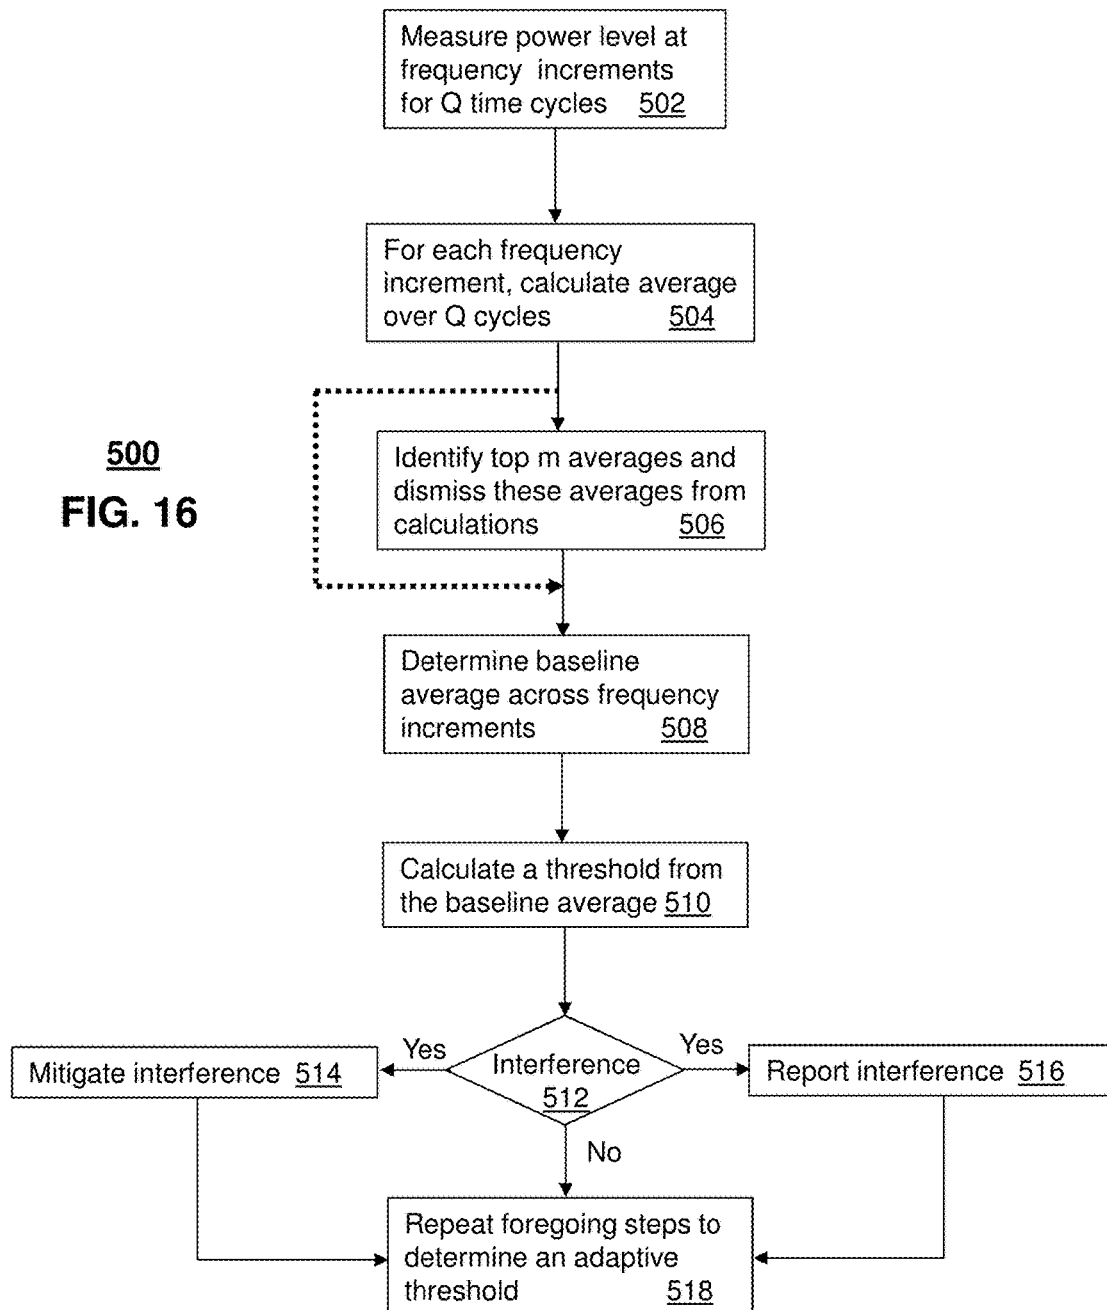 Measure power level at
frequency increments
for Q time cycles 502
For each frequency
increment, calculate average
over Q cycles 504
500
FIG. 16
Identify top m averages and
dismiss these averages from
calculations 506
Determine baseline
average across frequency
increments 508
Calculate a threshold from
the baseline average 510
Yes
Yes
Mitigate interference 514
Interference
512
Report interference 516
No
Repeat foregoing steps to
determine an adaptive
threshold 518